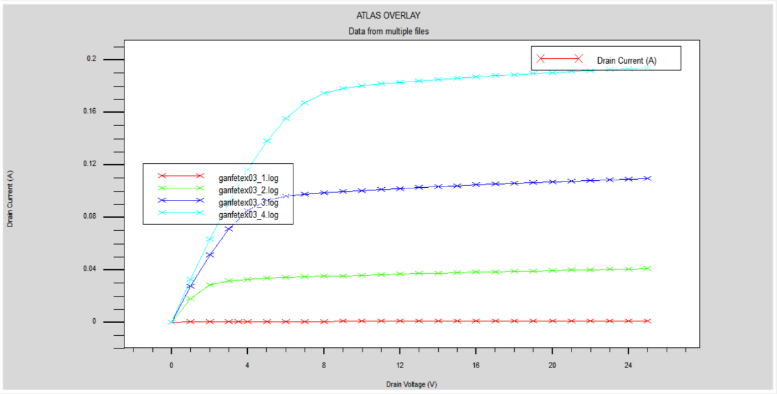 ATLAS OVERLAY
Data from multiple files
Drain Current (A)
0.2
0.16
0.12
0.08
0.04
0
Drain Current (A)
ganfetex03_1.log
ganfetex03_2.log
ganfetex03_3.log
ganfetex03_4.log
0 4 8 12 16 20 24
Drain Voltage (V)